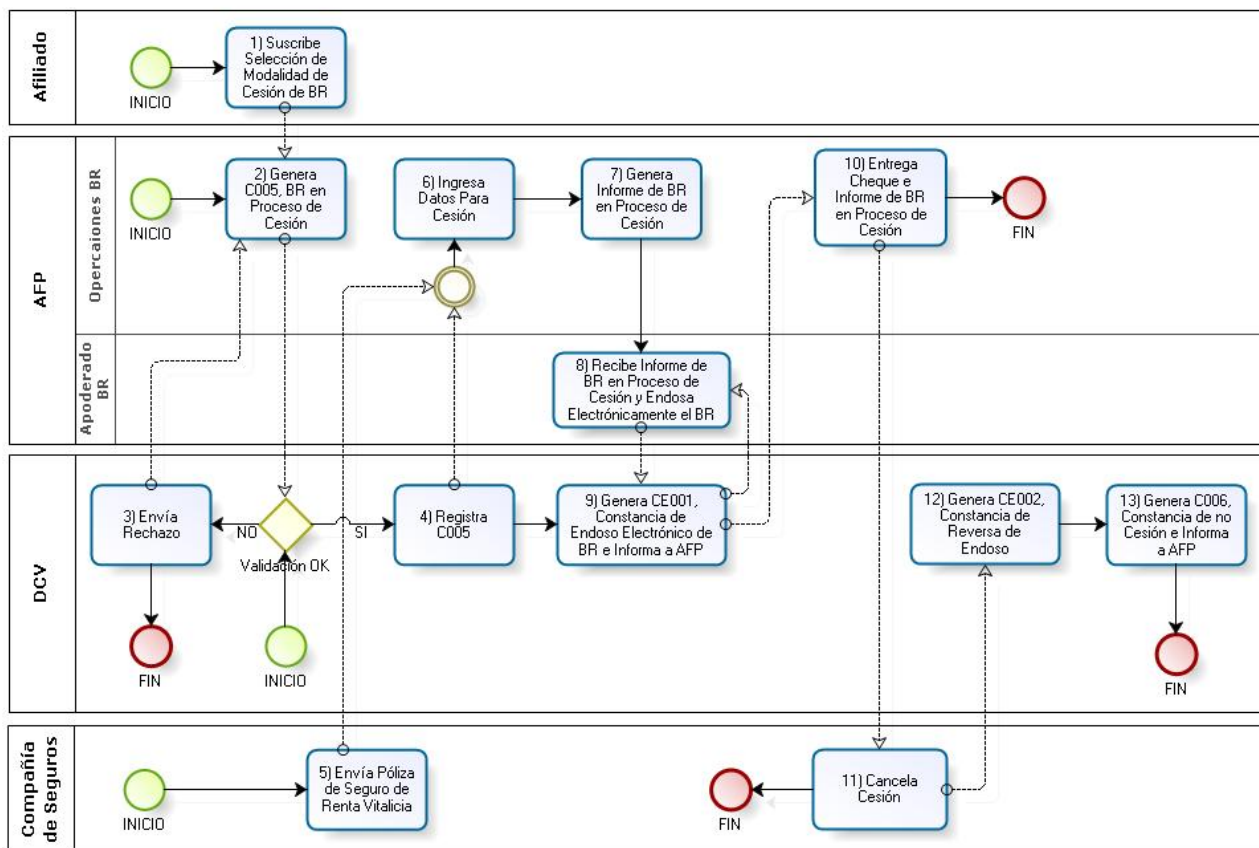 Afiliado
INICIO
1) Suscribe
Selección de
Modalidad de
Cesión de BR
AFP
Opercaiones BR
INICIO
2) Genera
C005, BR en
Proceso de
Cesión
6) Ingresa
Datos Para
Cesión
7) Genera
Informe de BR
en Proceso de
Cesión
10) Entrega
Cheque e
Informe de BR
en Proceso de
Cesión
FIN
Apoderado
BR
8) Recibe Informe de
BR en Proceso de
Cesión y Endosa
Electrónicamente el BR
DCV
3) Envía
Rechazo
NO
Validación OK
SI
4) Registra
C005
9) Genera CE001,
Constancia de
Endoso Electrónico de
BR e Informa a AFP
12) Genera CE002,
Constancia de
Reversa de
Endoso
13) Genera C006,
Constancia de no
Cesión e Informa
a AFP
FIN
INICIO
FIN
Compañía
de Seguros
INICIO
5) Envía Póliza
de Seguro de
Renta Vitalicia
FIN
11) Cancela
Cesión